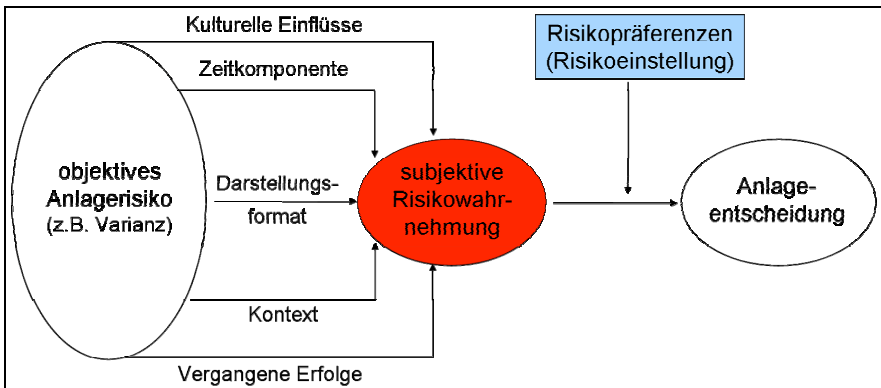 Kulturelle Einflüsse
Zeitkomponente
Risikopräferenzen
(Risikoeinstellung)
objektives
Anlagerisiko
(z.B. Varianz)
Darstellungs-
format
subjektive
Risikowahr-
nehmung
Anlage-
entscheidung
Kontext
Vergangene Erfolge